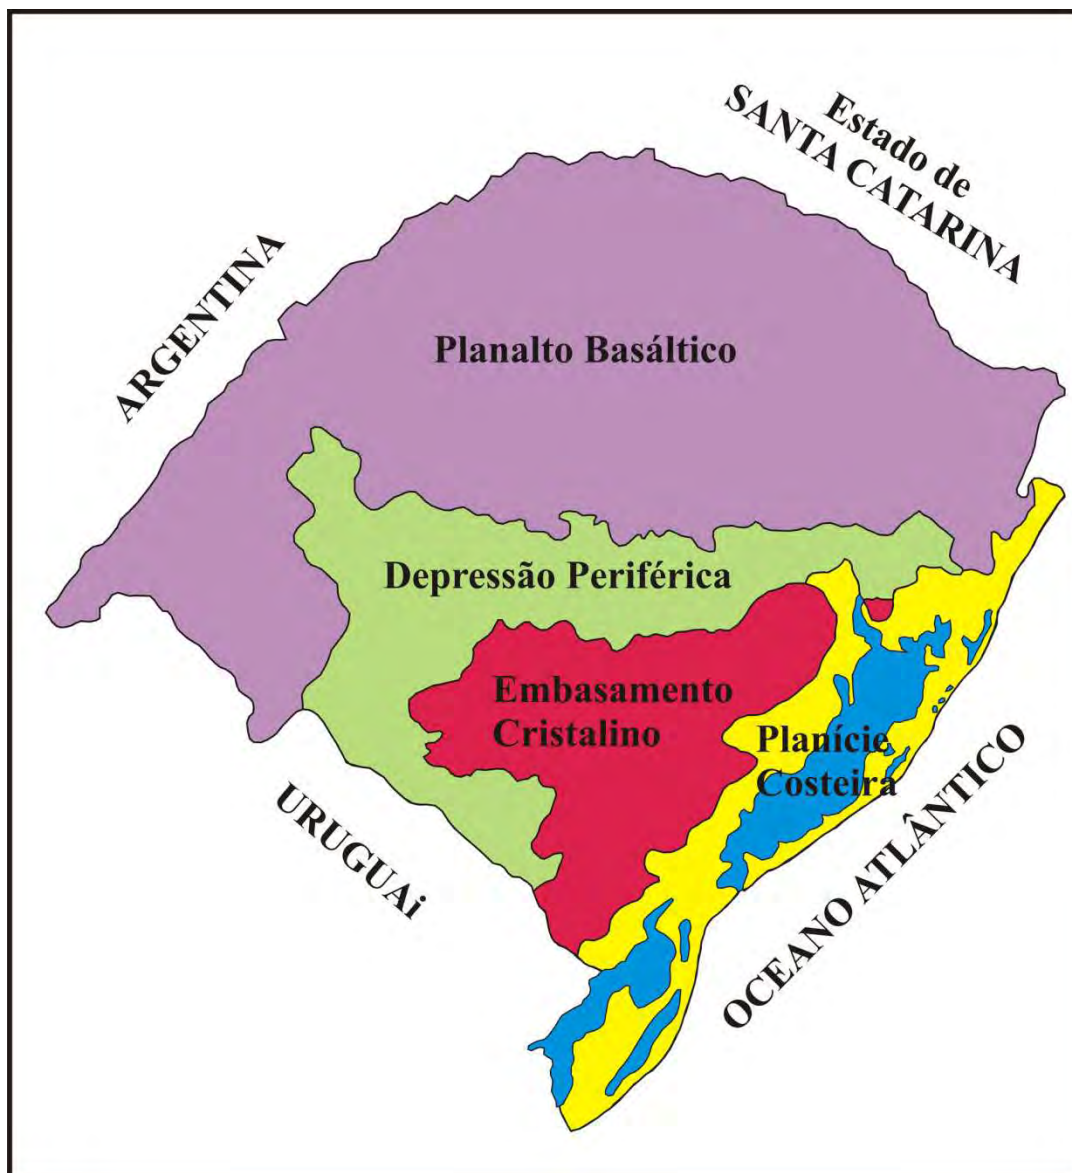 Estado de
SANTA CATARINA
ARGENTINA
Planalto Basáltico
Depressão Periférica
Embasamento
Cristalino
Planície
Costeira
URUGUAi
OCEANO ATLÂNTICO